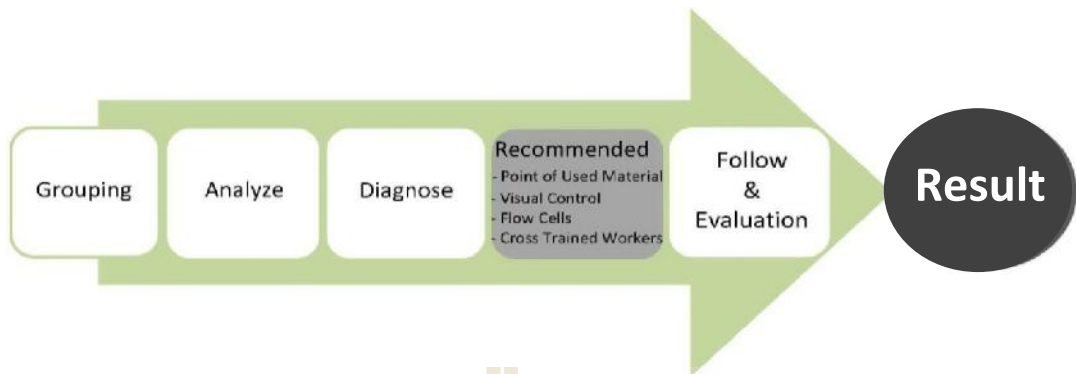 Grouping
Analyze
Diagnose
Recommended
- Point of Used Material
- Visual Control
- Flow Cells
- Cross Trained Workers
Follow
&
Evaluation
Result